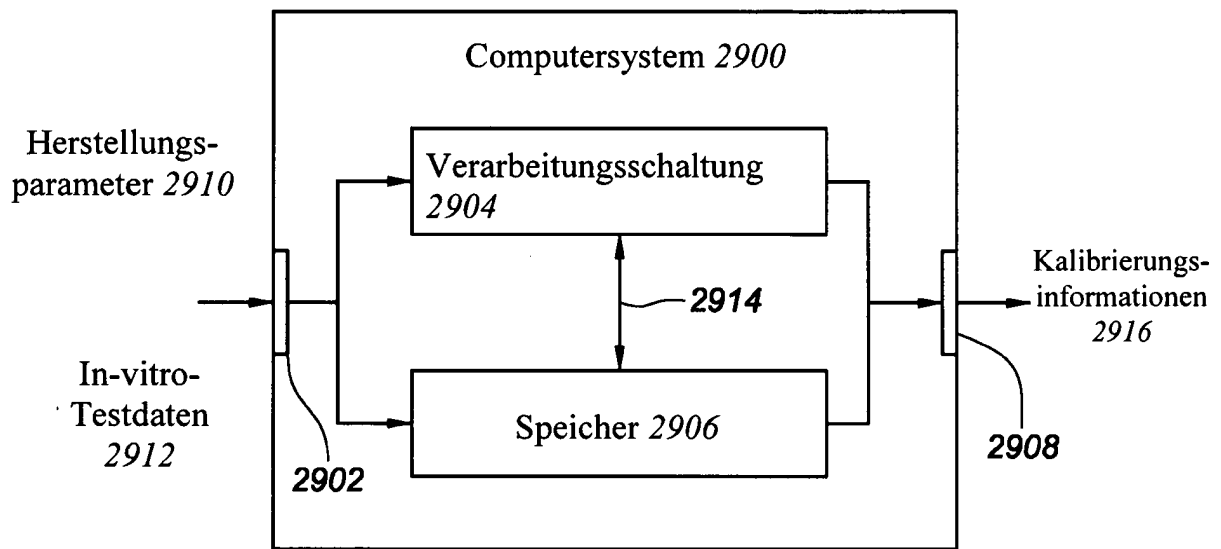 Computersystem 2900
Herstellungs-
parameter 2910
Verarbeitungsschaltung
2904
2914
Kalibrierungs-
informationen
2916
In-vitro-
Testdaten
2912
2902
Speicher 2906
2908